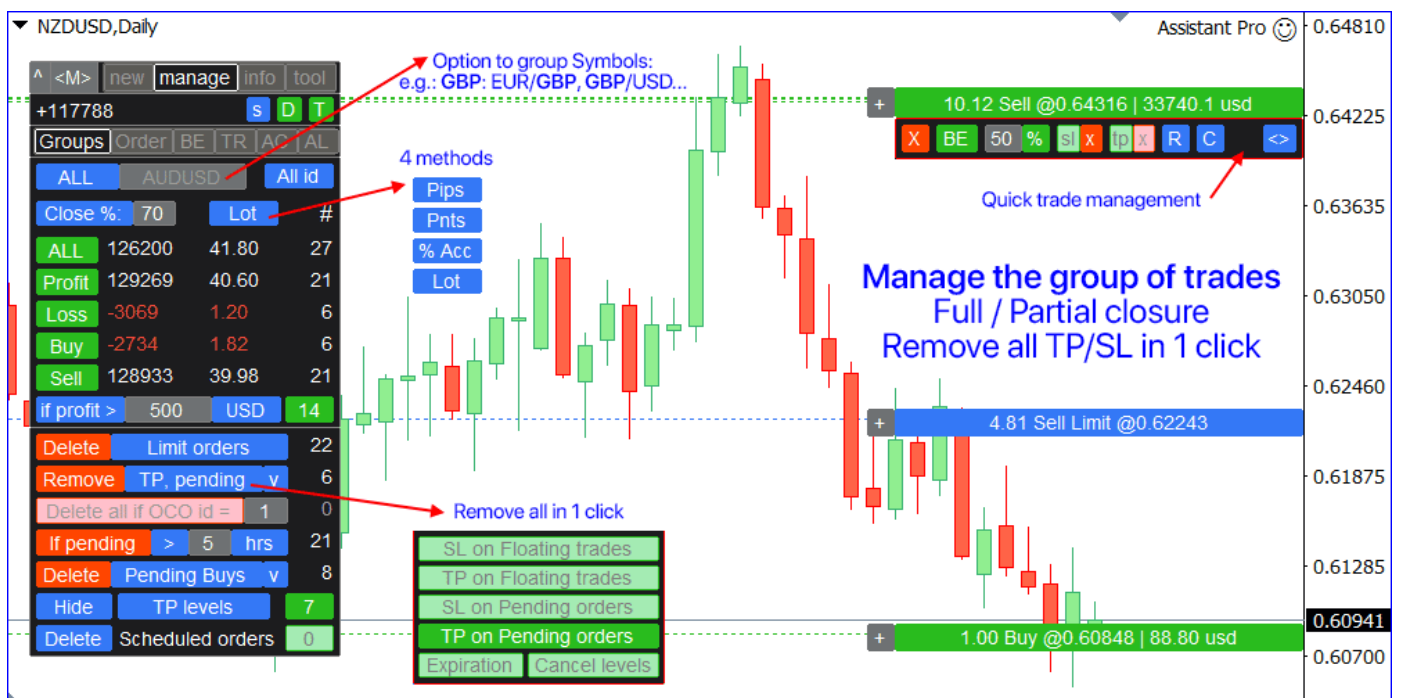 NZDUSD,Daily
Assistant Pro
^ <M> new manage info tool
+117788 s D T
Groups Order BE TR AC AL
ALL AUDUSD All id
Close %: 70 Lot #
ALL 126200 41.80 27
Profit 129269 40.60 21
Loss -3069 1.20 6
Buy -2734 1.82 6
Sell 128933 39.98 21
if profit > 500 USD 14
Delete Limit orders 22
Remove TP, pending v 6
Delete all if OCO id = 1 0
If pending > 5 hrs 21
Delete Pending Buys v 8
Hide TP levels 7
Delete Scheduled orders 0
Option to group Symbols:
e.g.: GBP: EUR/GBP, GBP/USD...
4 methods
Pips
Pnts
% Acc
Lot
Remove all in 1 click
SL on Floating trades
TP on Floating trades
SL on Pending orders
TP on Pending orders
Expiration Cancel levels
+ 10.12 Sell @0.64316 | 33740.1 usd
X BE 50 % sl x tp x R C <>
Quick trade management
Manage the group of trades
Full / Partial closure
Remove all TP/SL in 1 click
+ 4.81 Sell Limit @0.62243
+ 1.00 Buy @0.60848 | 88.80 usd
0.64810
0.64225
0.63635
0.63050
0.62460
0.61875
0.61285
0.60941
0.60700